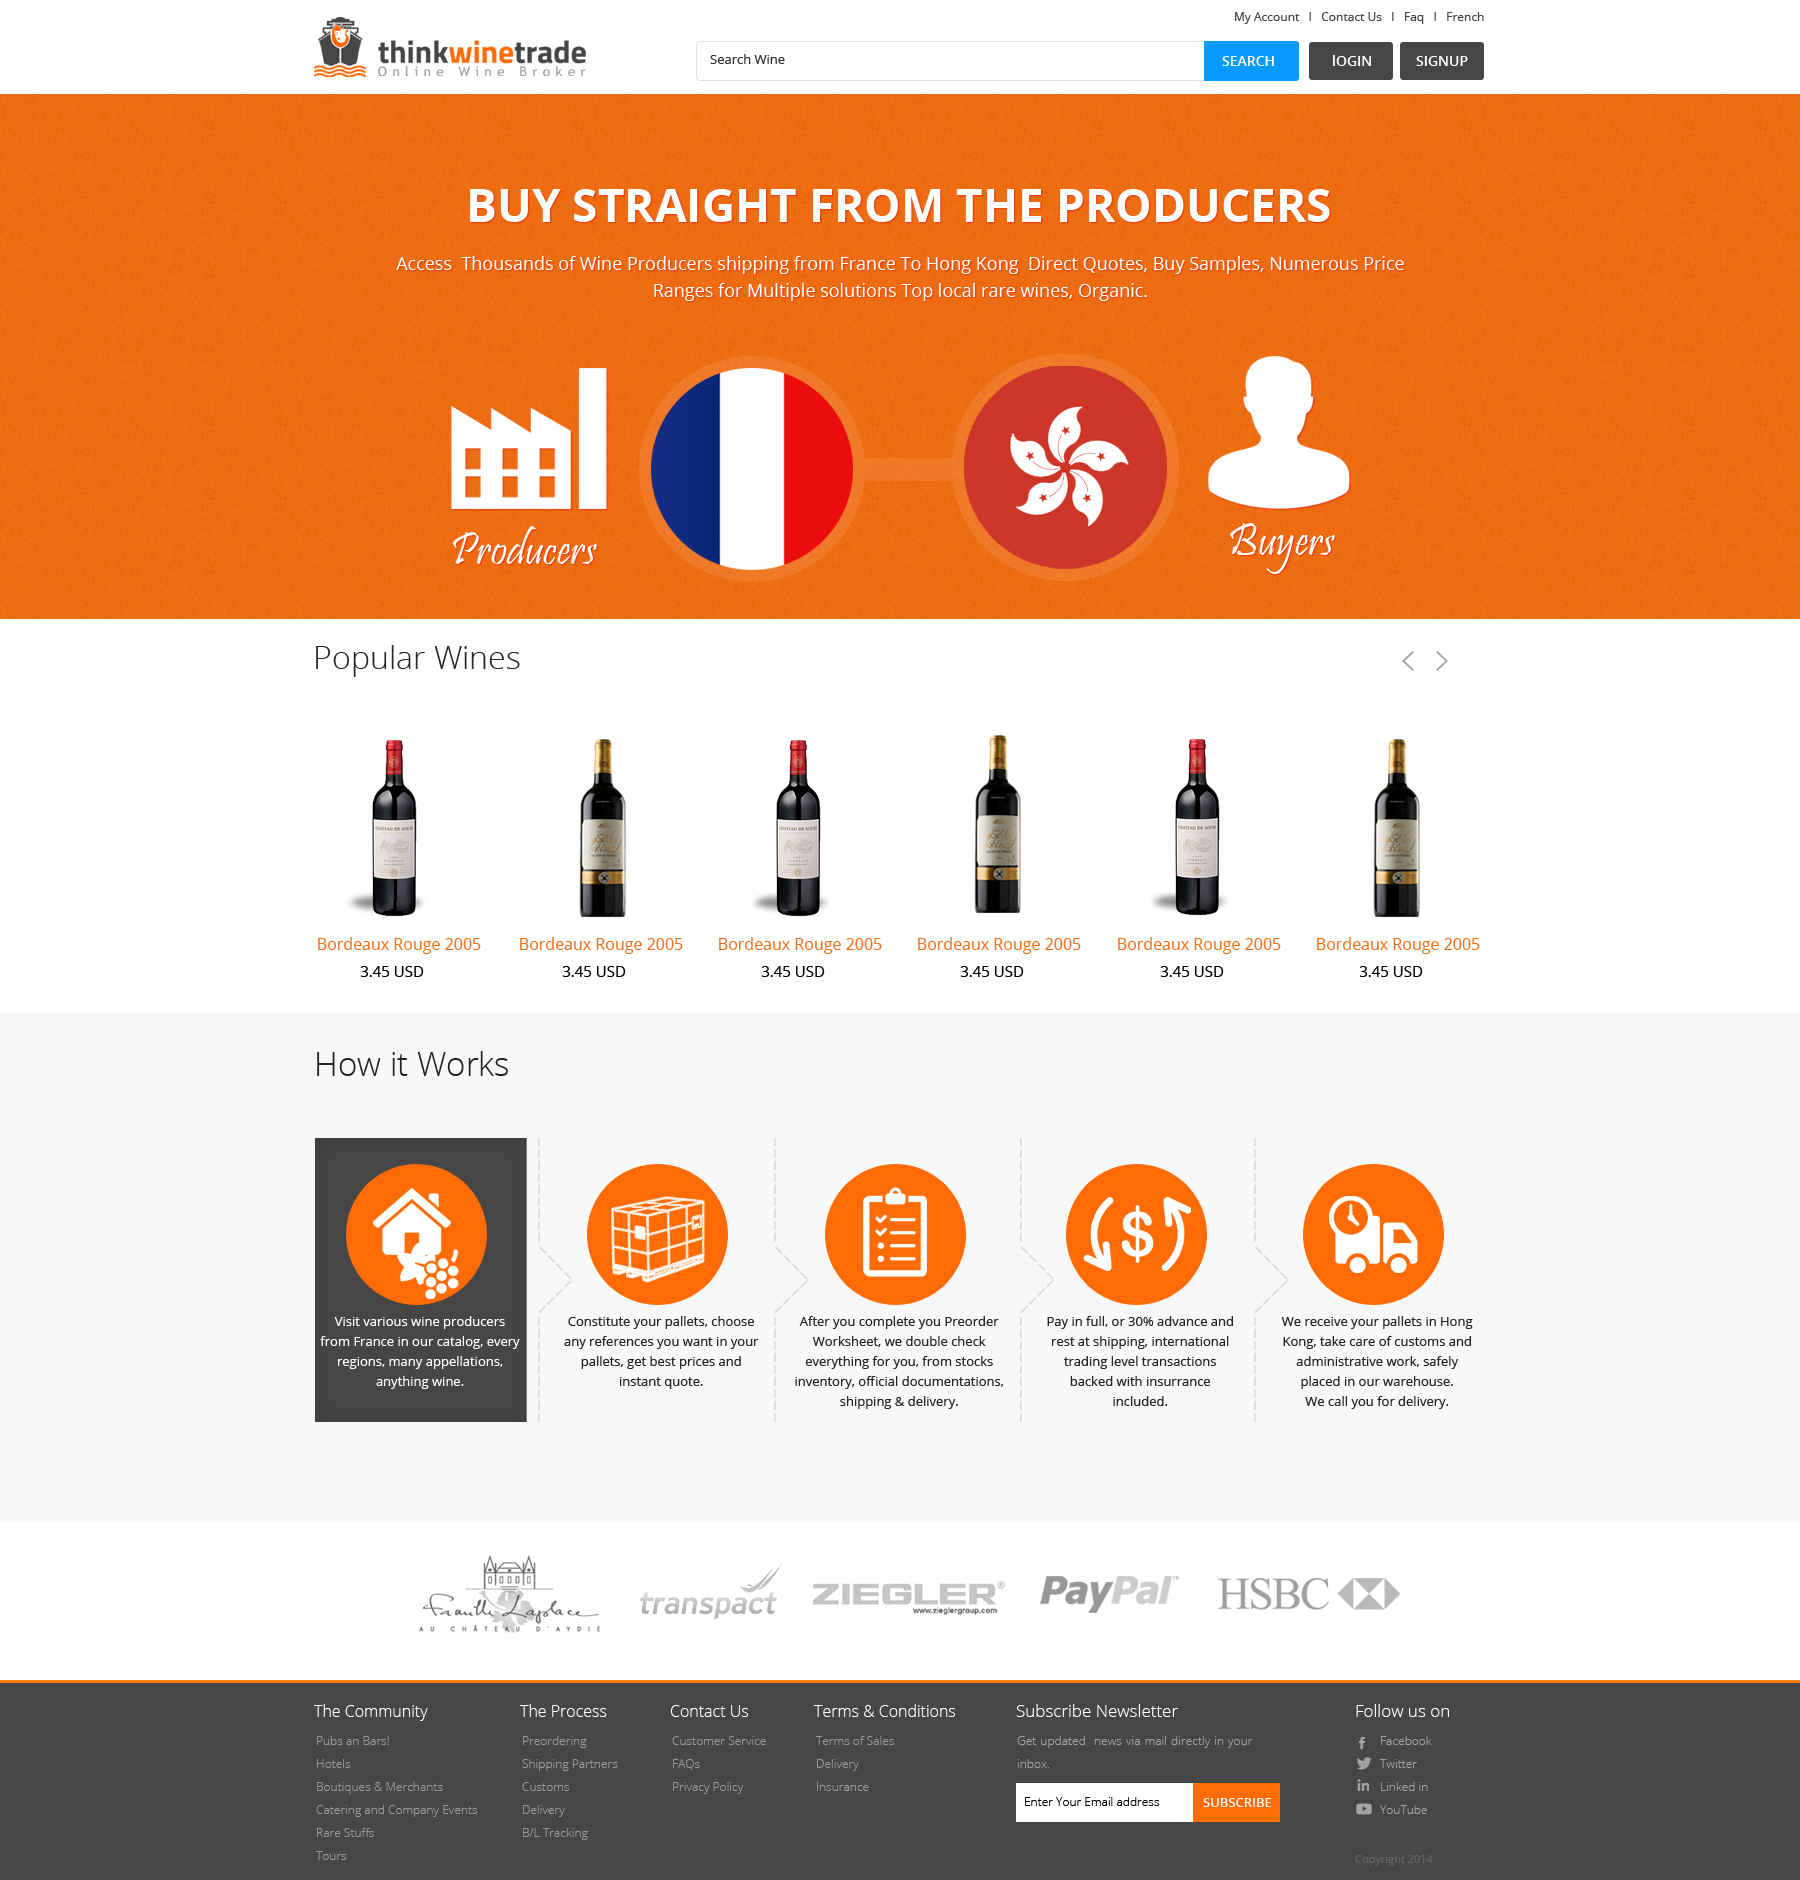 My Account I Contact Us I Faq I French
thinkwinetrade
Online Wine Broker
Search Wine
SEARCH
lOGIN
SIGNUP
BUY STRAIGHT FROM THE PRODUCERS
Access Thousands of Wine Producers shipping from France To Hong Kong Direct Quotes, Buy Samples, Numerous Price
Ranges for Multiple solutions Top local rare wines, Organic.
Producers
Buyers
Popular Wines
CHATEAU DE SOURS
CHATEAU DE SOURS
CHATEAU DE SOURS
Bordeaux Rouge 2005
3.45 USD
Bordeaux Rouge 2005
3.45 USD
Bordeaux Rouge 2005
3.45 USD
Bordeaux Rouge 2005
3.45 USD
Bordeaux Rouge 2005
3.45 USD
Bordeaux Rouge 2005
3.45 USD
How it Works
Visit various wine producers
from France in our catalog, every
regions, many appellations,
anything wine.
Constitute your pallets, choose
any references you want in your
pallets, get best prices and
instant quote.
After you complete you Preorder
Worksheet, we double check
everything for you, from stocks
inventory, official documentations,
shipping & delivery.
$
Pay in full, or 30% advance and
rest at shipping, international
trading level transactions
backed with insurrance
included.
We receive your pallets in Hong
Kong, take care of customs and
administrative work, safely
placed in our warehouse.
We call you for delivery.
Famille Laplace
AU CHÂTEAU D'AYDIE
transpact
ZIEGLER®
www.zieglergroup.com
PayPal™
HSBC
The Community
Pubs an Bars!
Hotels
Boutiques & Merchants
Catering and Company Events
Rare Stuffs
Tours
The Process
Preordering
Shipping Partners
Customs
Delivery
B/L Tracking
Contact Us
Customer Service
FAQs
Privacy Policy
Terms & Conditions
Terms of Sales
Delivery
Insurance
Subscribe Newsletter
Get updated news via mail directly in your
inbox.
Enter Your Email address
SUBSCRIBE
Follow us on
Facebook
Twitter
Linked in
YouTube
Copyright 2014